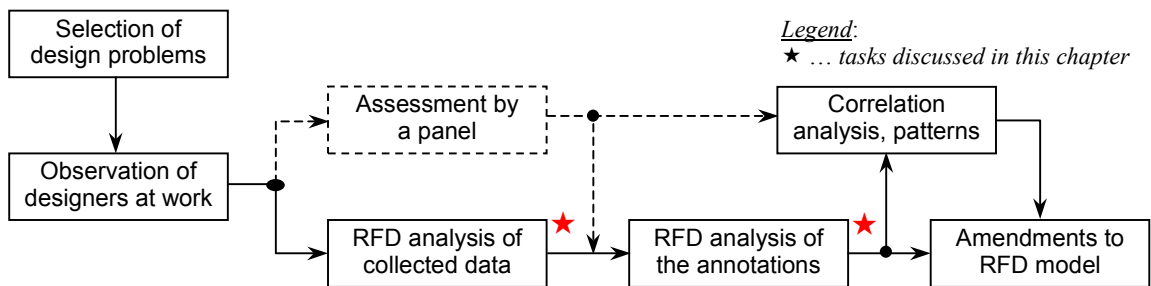 Selection of
design problems
Legend:
★ … tasks discussed in this chapter
Assessment by
a panel
Correlation
analysis, patterns
Observation of
designers at work
RFD analysis of
collected data
RFD analysis of
the annotations
Amendments to
RFD model